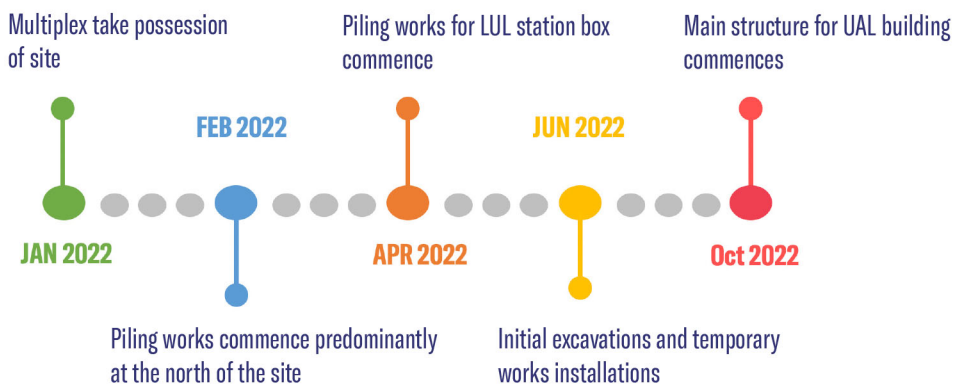 Multiplex take possession
of site
Piling works for LUL station box
commence
Main structure for UAL building
commences
FEB 2022
JUN 2022
JAN 2022
APR 2022
Oct 2022
Piling works commence predominantly
at the north of the site
Initial excavations and temporary
works installations